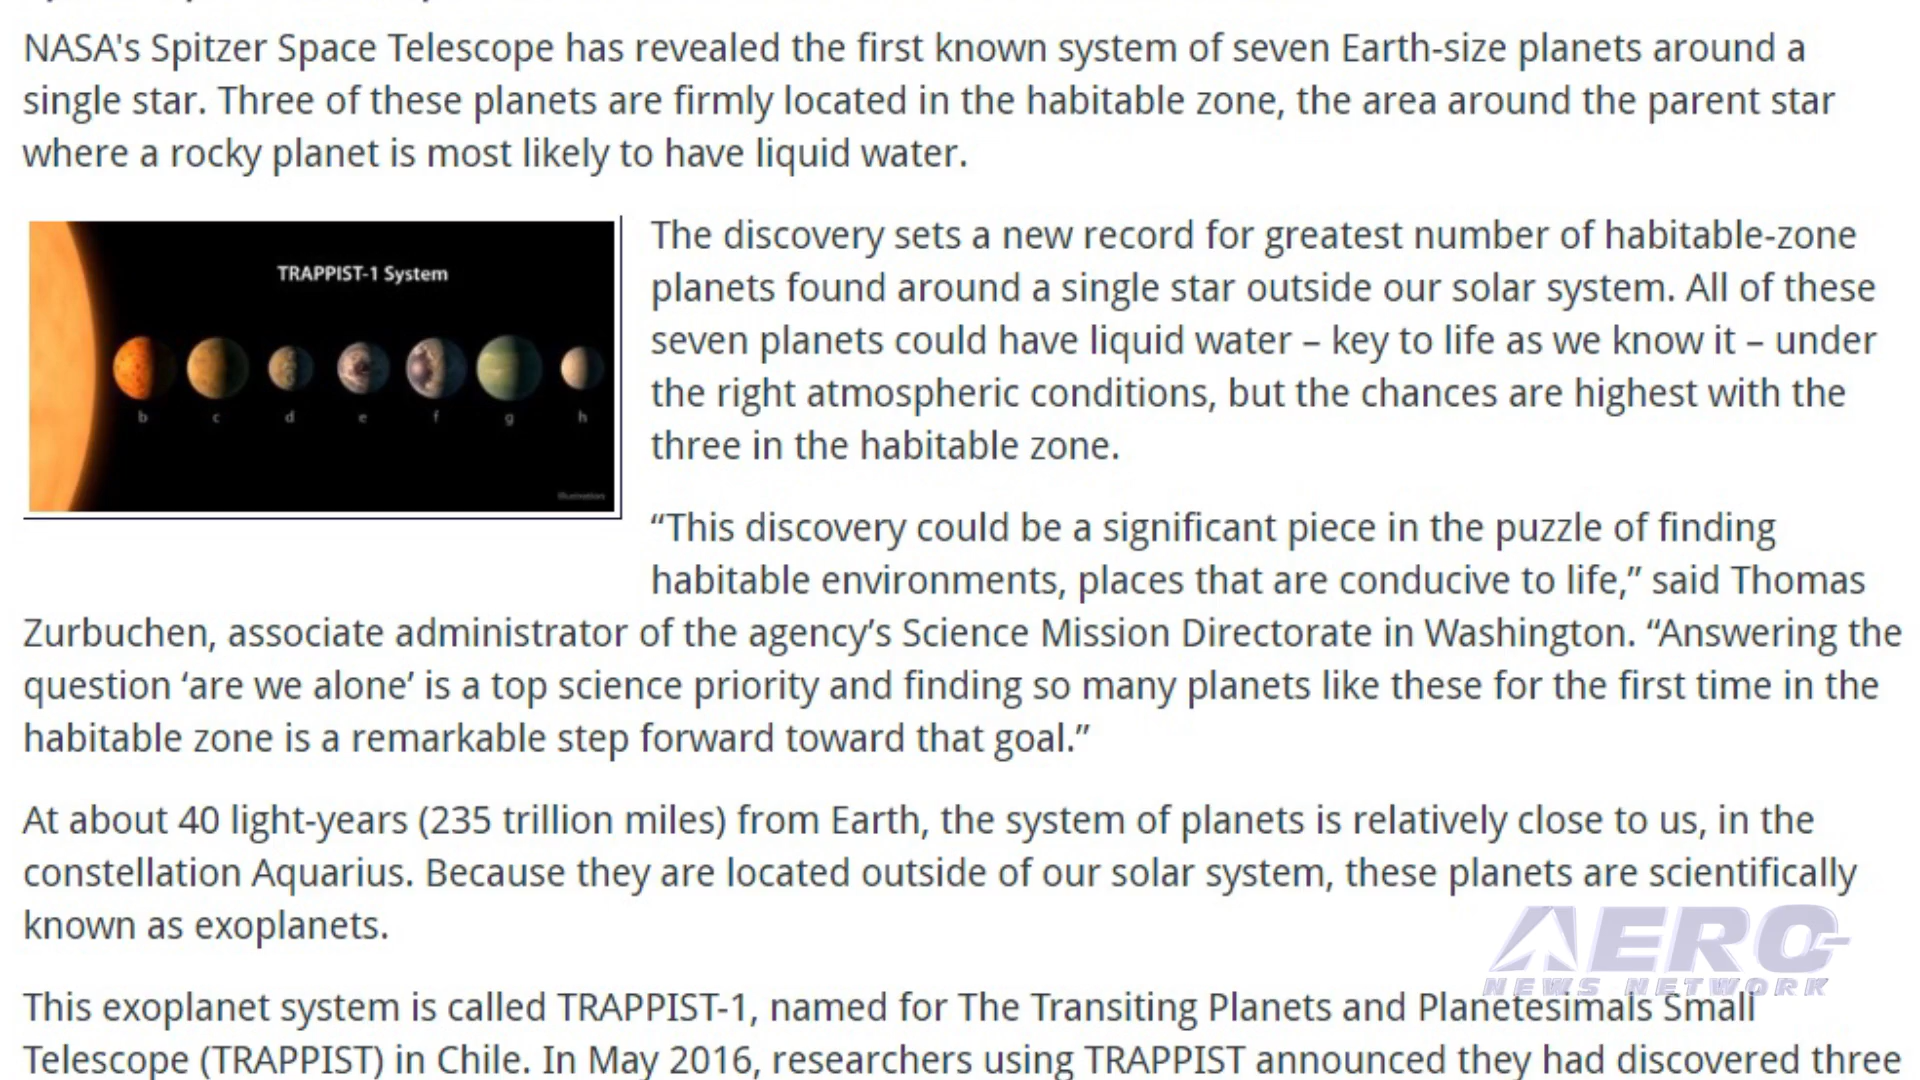 NASA's Spitzer Space Telescope has revealed the first known system of seven Earth-size planets around a
single star. Three of these planets are firmly located in the habitable zone, the area around the parent star
where a rocky planet is most likely to have liquid water.
TRAPPIST-1 System
b c d e f g h
Illustration
The discovery sets a new record for greatest number of habitable-zone
planets found around a single star outside our solar system. All of these
seven planets could have liquid water – key to life as we know it – under
the right atmospheric conditions, but the chances are highest with the
three in the habitable zone.
“This discovery could be a significant piece in the puzzle of finding
habitable environments, places that are conducive to life,” said Thomas
Zurbuchen, associate administrator of the agency’s Science Mission Directorate in Washington. “Answering the
question ‘are we alone’ is a top science priority and finding so many planets like these for the first time in the
habitable zone is a remarkable step forward toward that goal.”
At about 40 light-years (235 trillion miles) from Earth, the system of planets is relatively close to us, in the
constellation Aquarius. Because they are located outside of our solar system, these planets are scientifically
known as exoplanets.
AERO-
NEWS NETWORK
This exoplanet system is called TRAPPIST-1, named for The Transiting Planets and Planetesimals Small
Telescope (TRAPPIST) in Chile. In May 2016, researchers using TRAPPIST announced they had discovered three